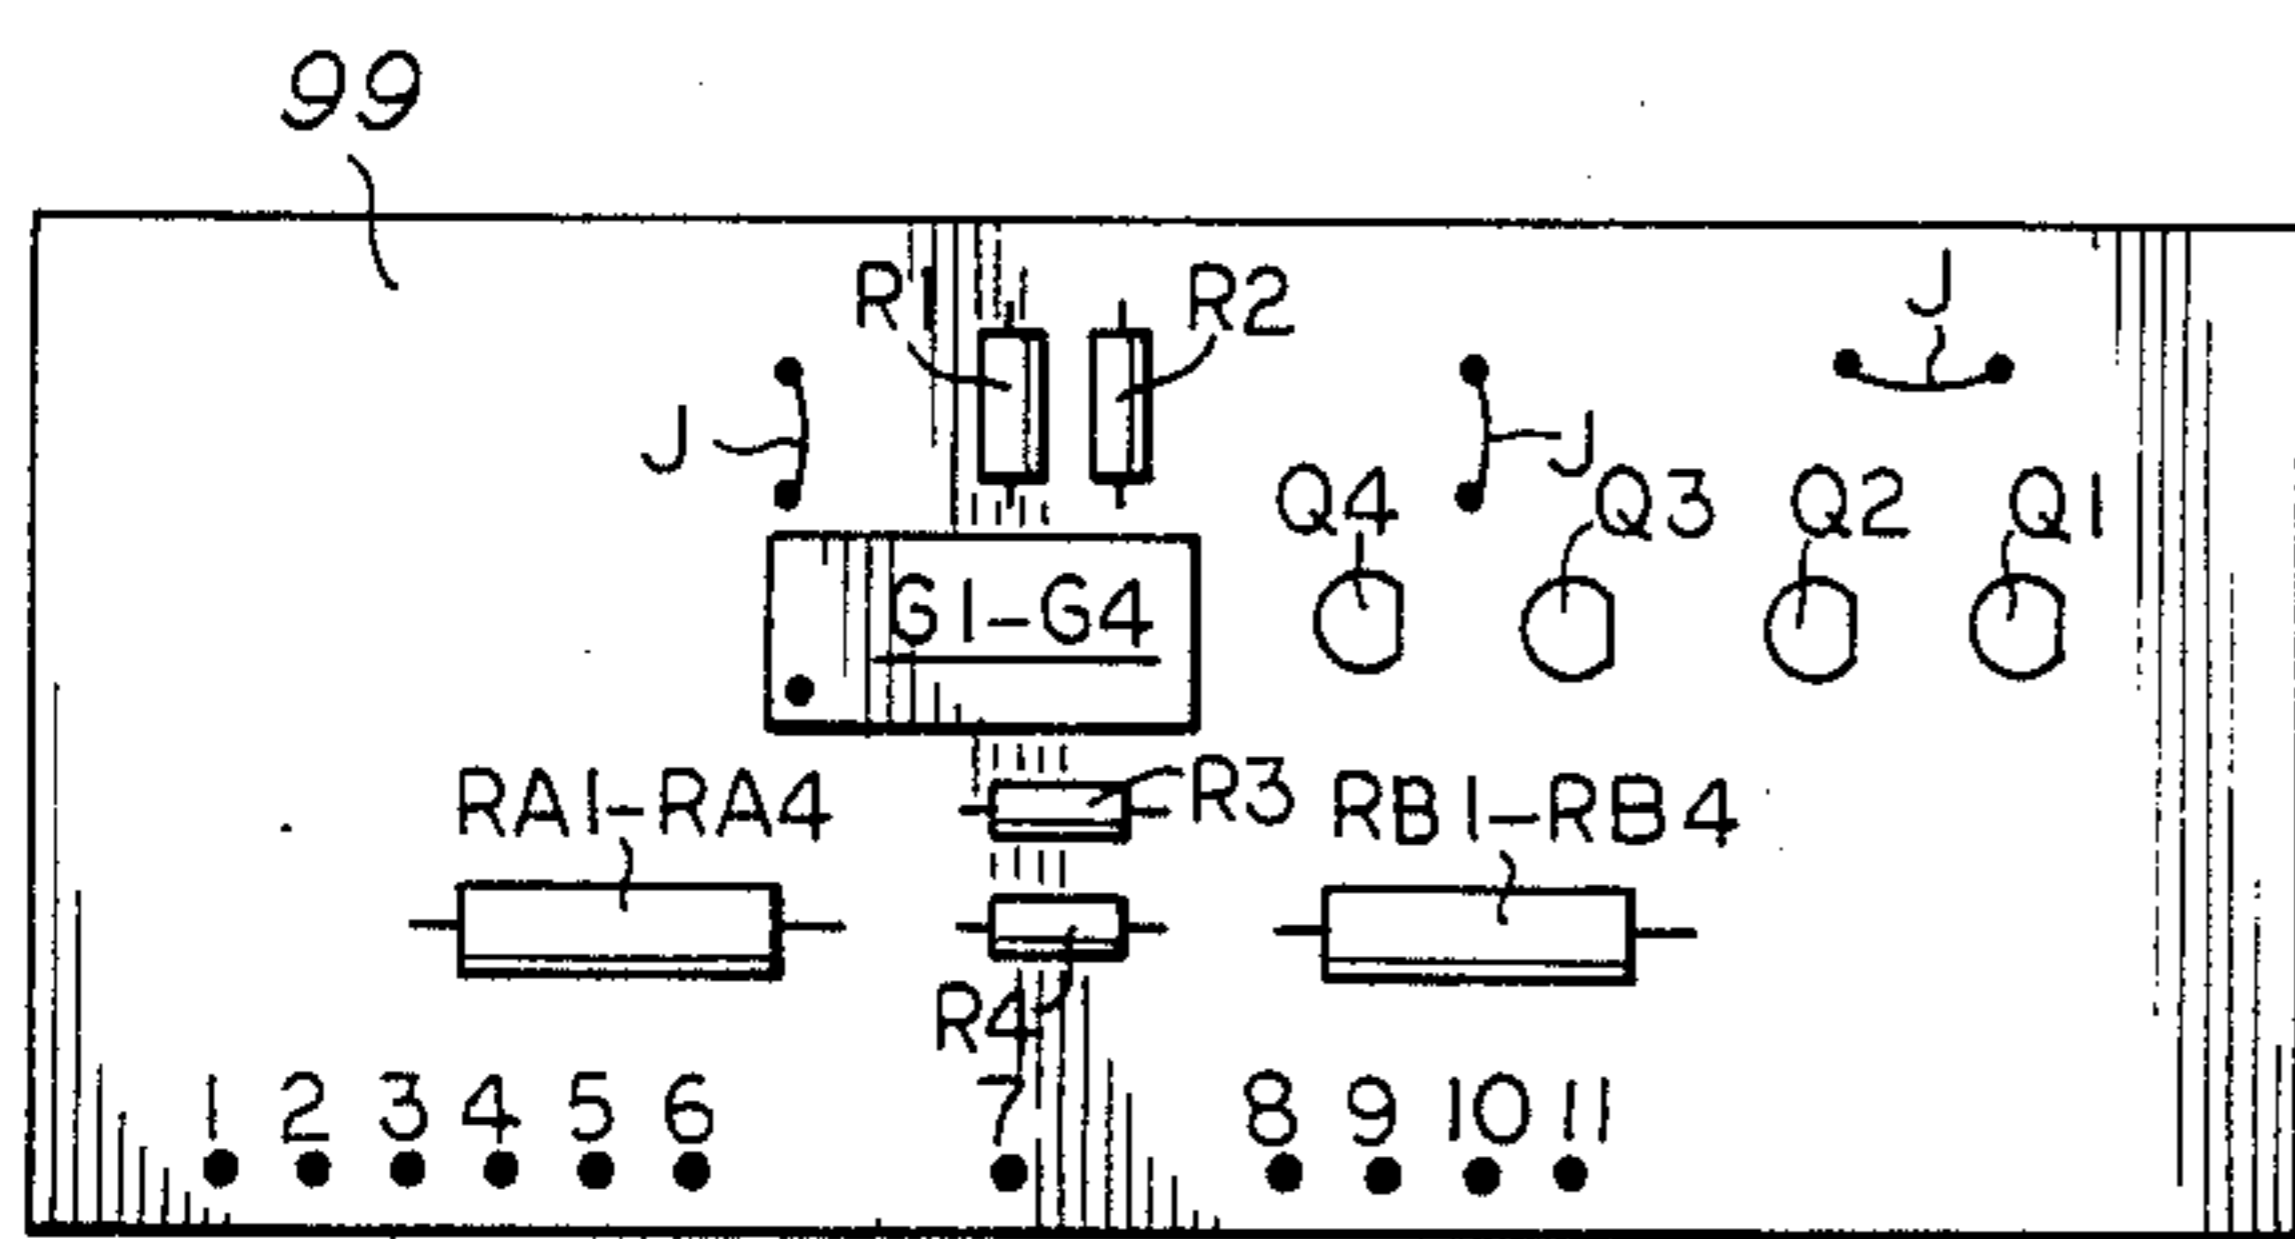 99
R1 R2 J
J J
Q4 Q3 Q2 Q1
G1-G4
RA1-RA4 R3 RB1-RB4
R4
1 2 3 4 5 6 7 8 9 10 11